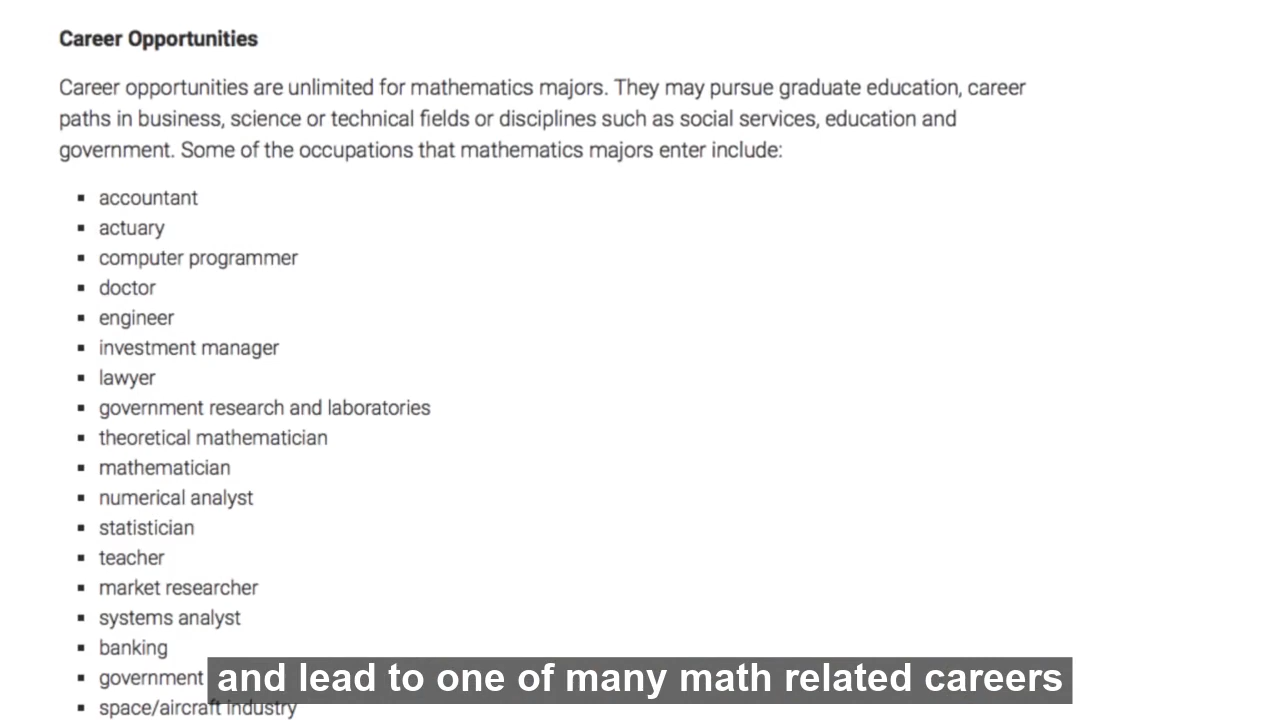 Career Opportunities
Career opportunities are unlimited for mathematics majors. They may pursue graduate education, career
paths in business, science or technical fields or disciplines such as social services, education and
government. Some of the occupations that mathematics majors enter include:
▪ accountant
▪ actuary
▪ computer programmer
▪ doctor
▪ engineer
▪ investment manager
▪ lawyer
▪ government research and laboratories
▪ theoretical mathematician
▪ mathematician
▪ numerical analyst
▪ statistician
▪ teacher
▪ market researcher
▪ systems analyst
▪ banking
▪ government
and lead to one of many math related careers
▪ space/aircraft industry